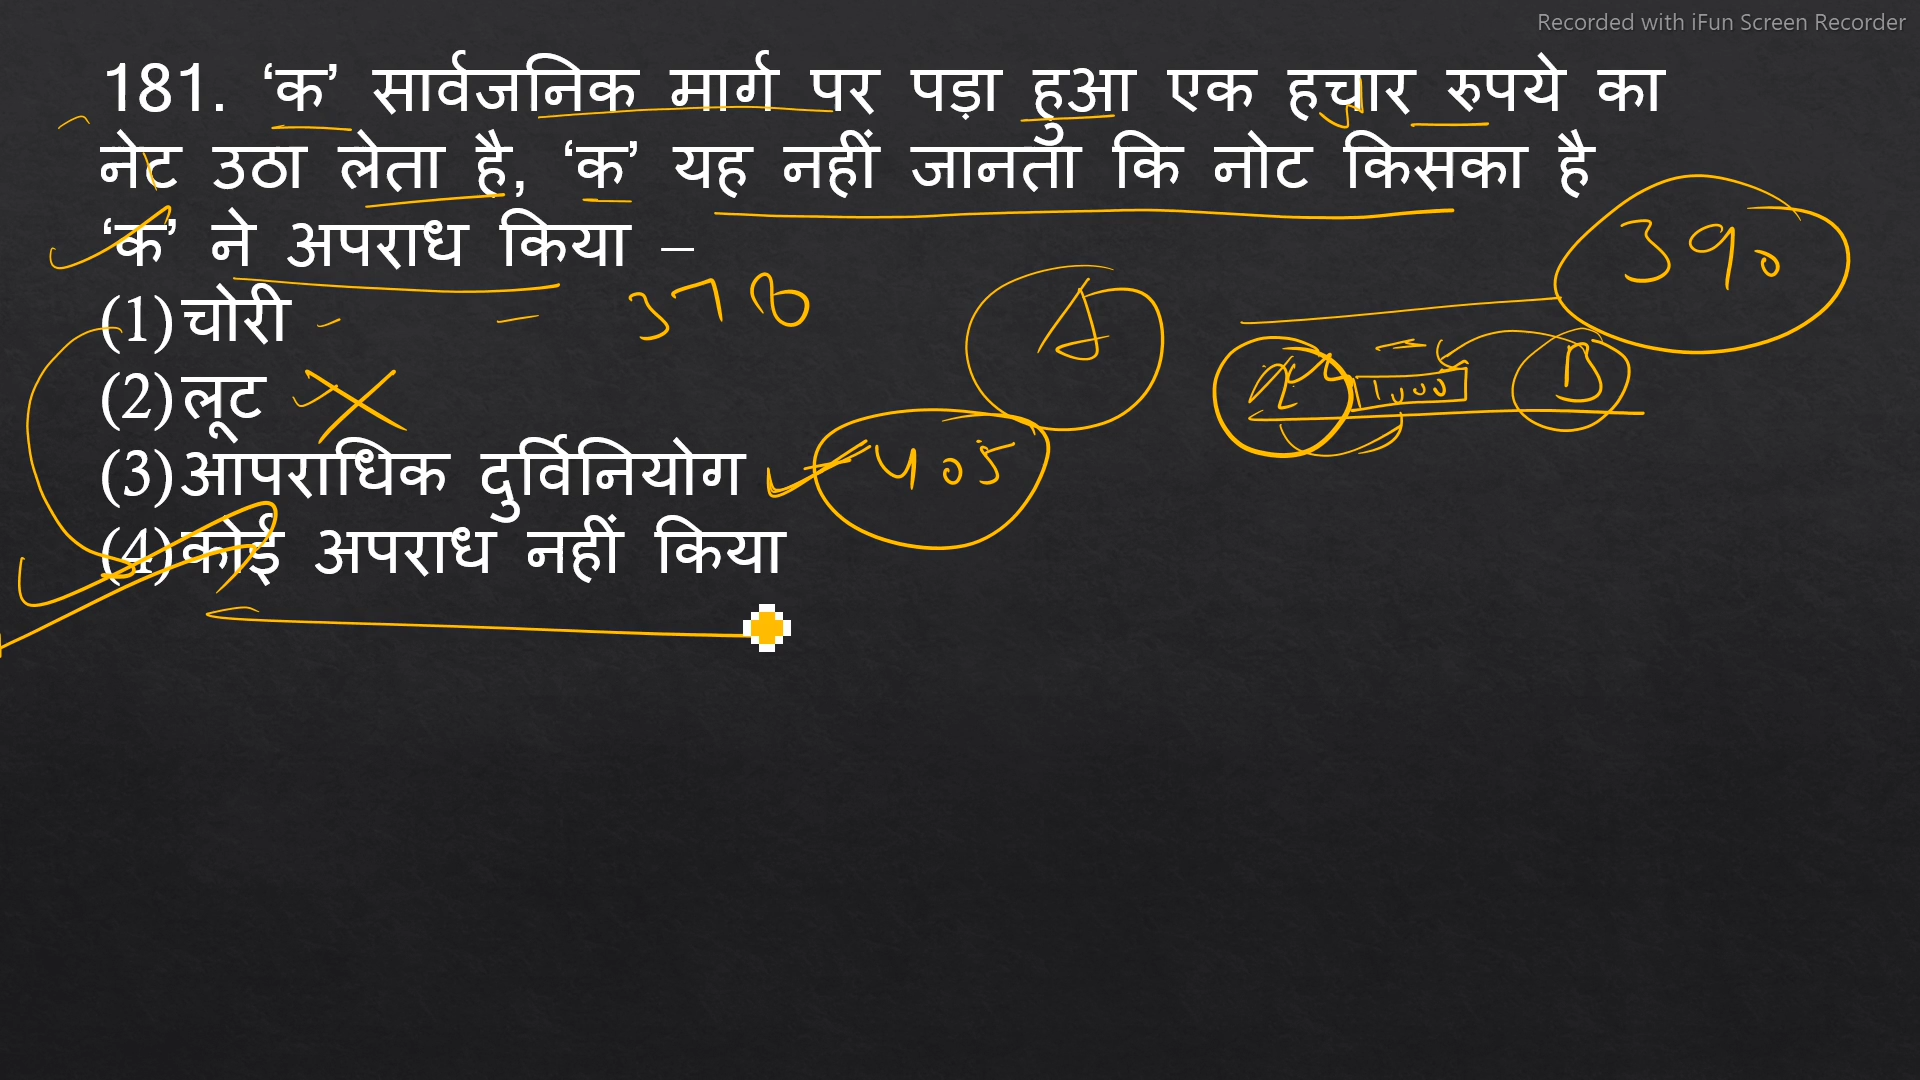 Recorded with iFun Screen Recorder
181. ‘क’ सार्वजनिक मार्ग पर पड़ा हुआ एक हचार रुपये का
नेट उठा लेता है, ‘क’ यह नहीं जानता कि नोट किसका है
‘क’ ने अपराध किया –
390
(1)चोरी
378
A
1000
B
(2)लूट
(3)आपराधिक दुर्विनियोग
405
(4)कोई अपराध नहीं किया